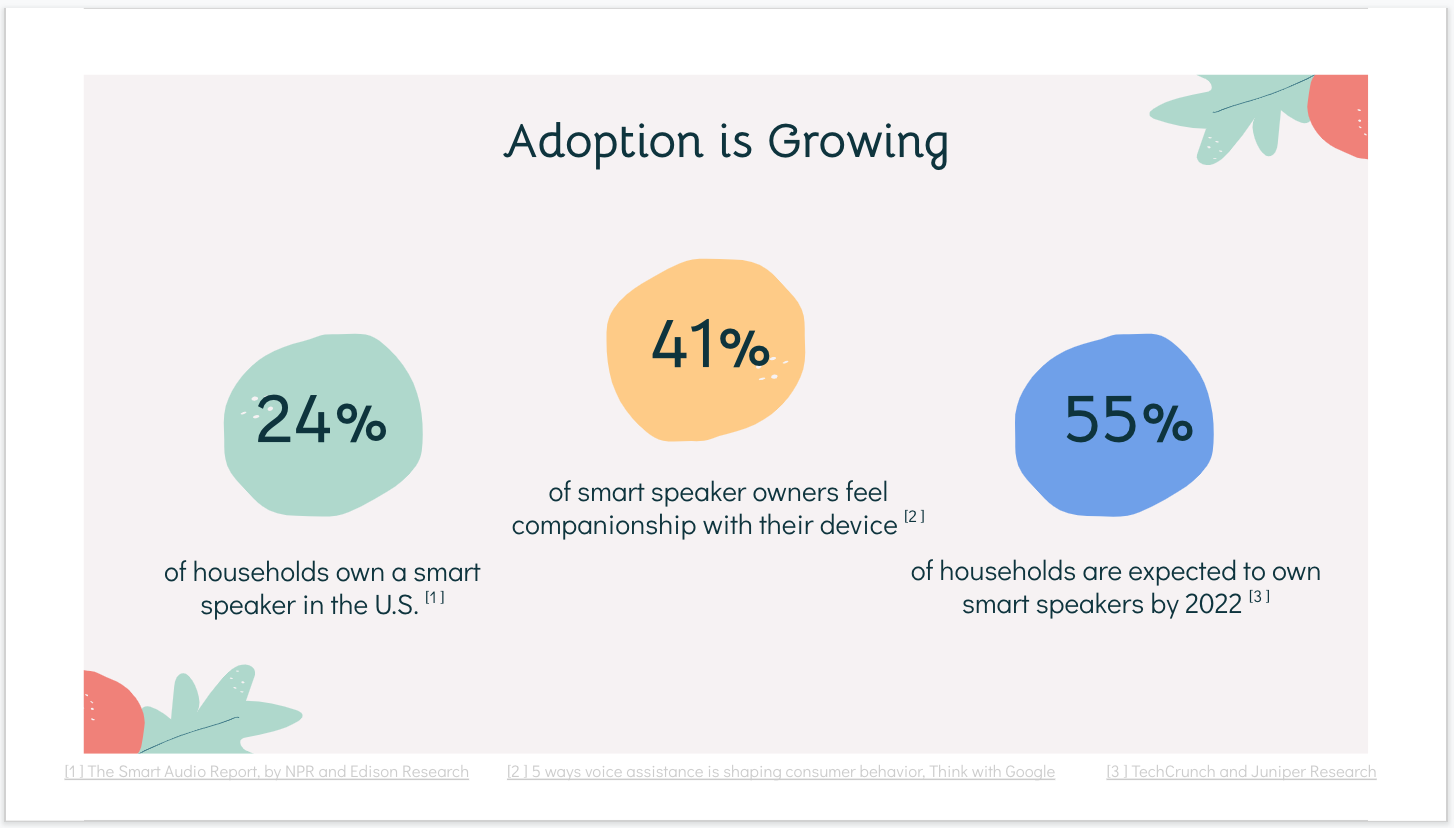 Adoption is Growing
24%
of households own a smart
speaker in the U.S. [1]
41%
of smart speaker owners feel
companionship with their device [2]
55%
of households are expected to own
smart speakers by 2022 [3]
[1] The Smart Audio Report, by NPR and Edison Research
[2] 5 ways voice assistance is shaping consumer behavior, Think with Google
[3] TechCrunch and Juniper Research